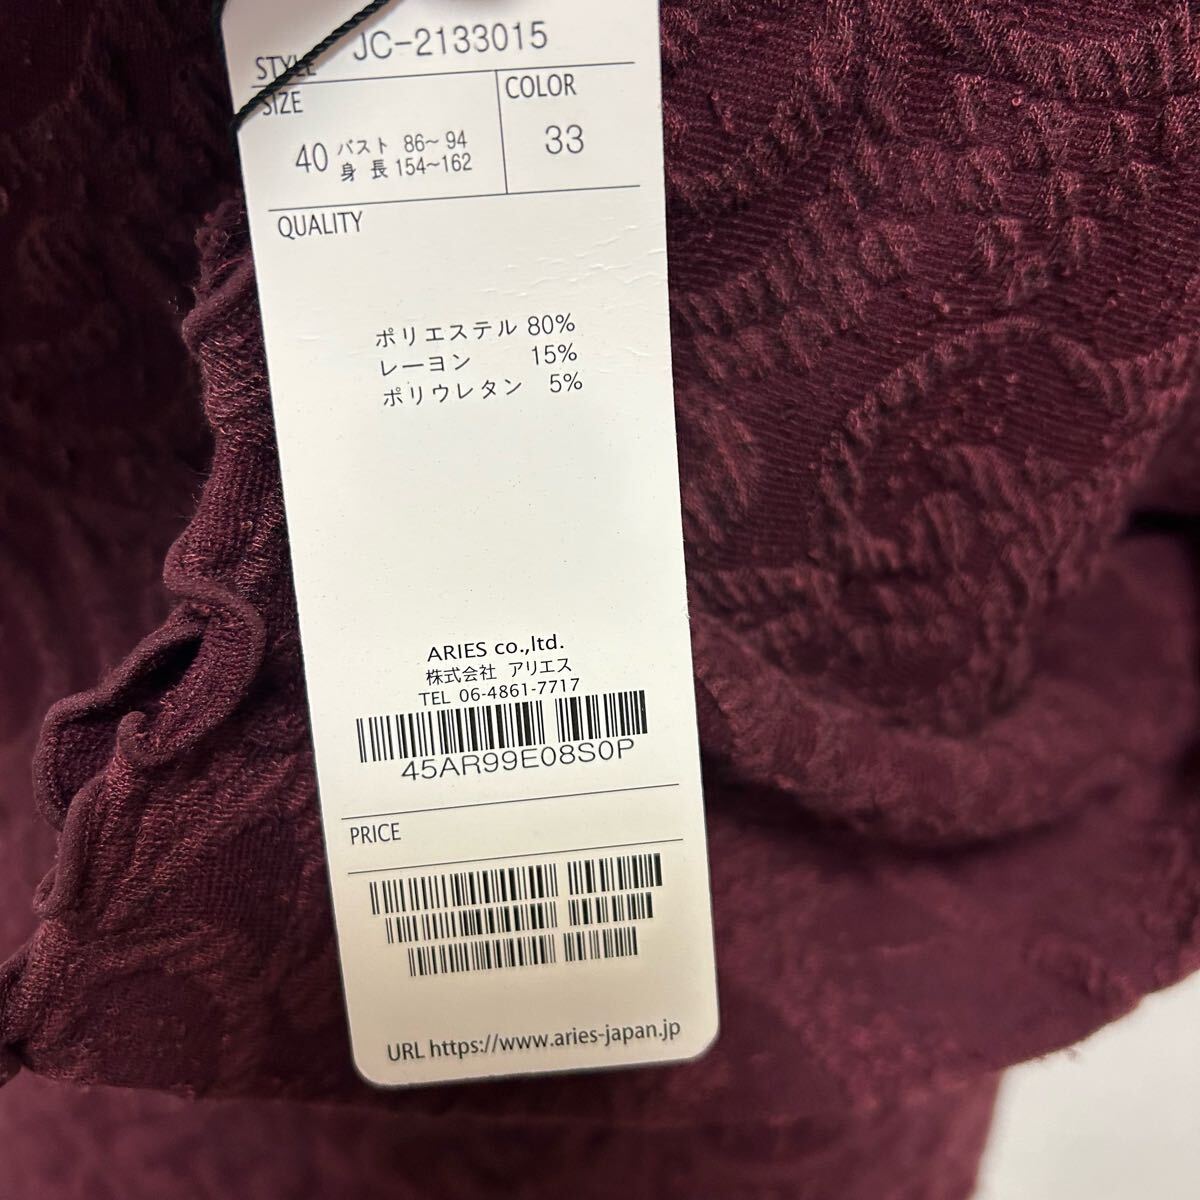 STYLE JC-2133015
SIZE
COLOR
40 バスト 86~94
身長 154~162
33
QUALITY
ポリエステル 80%
レーヨン 15%
ポリウレタン 5%
ARIES co.,ltd.
株式会社 アリエス
TEL 06-4861-7717
45AR99E08S0P
PRICE
URL https://www.aries-japan.jp